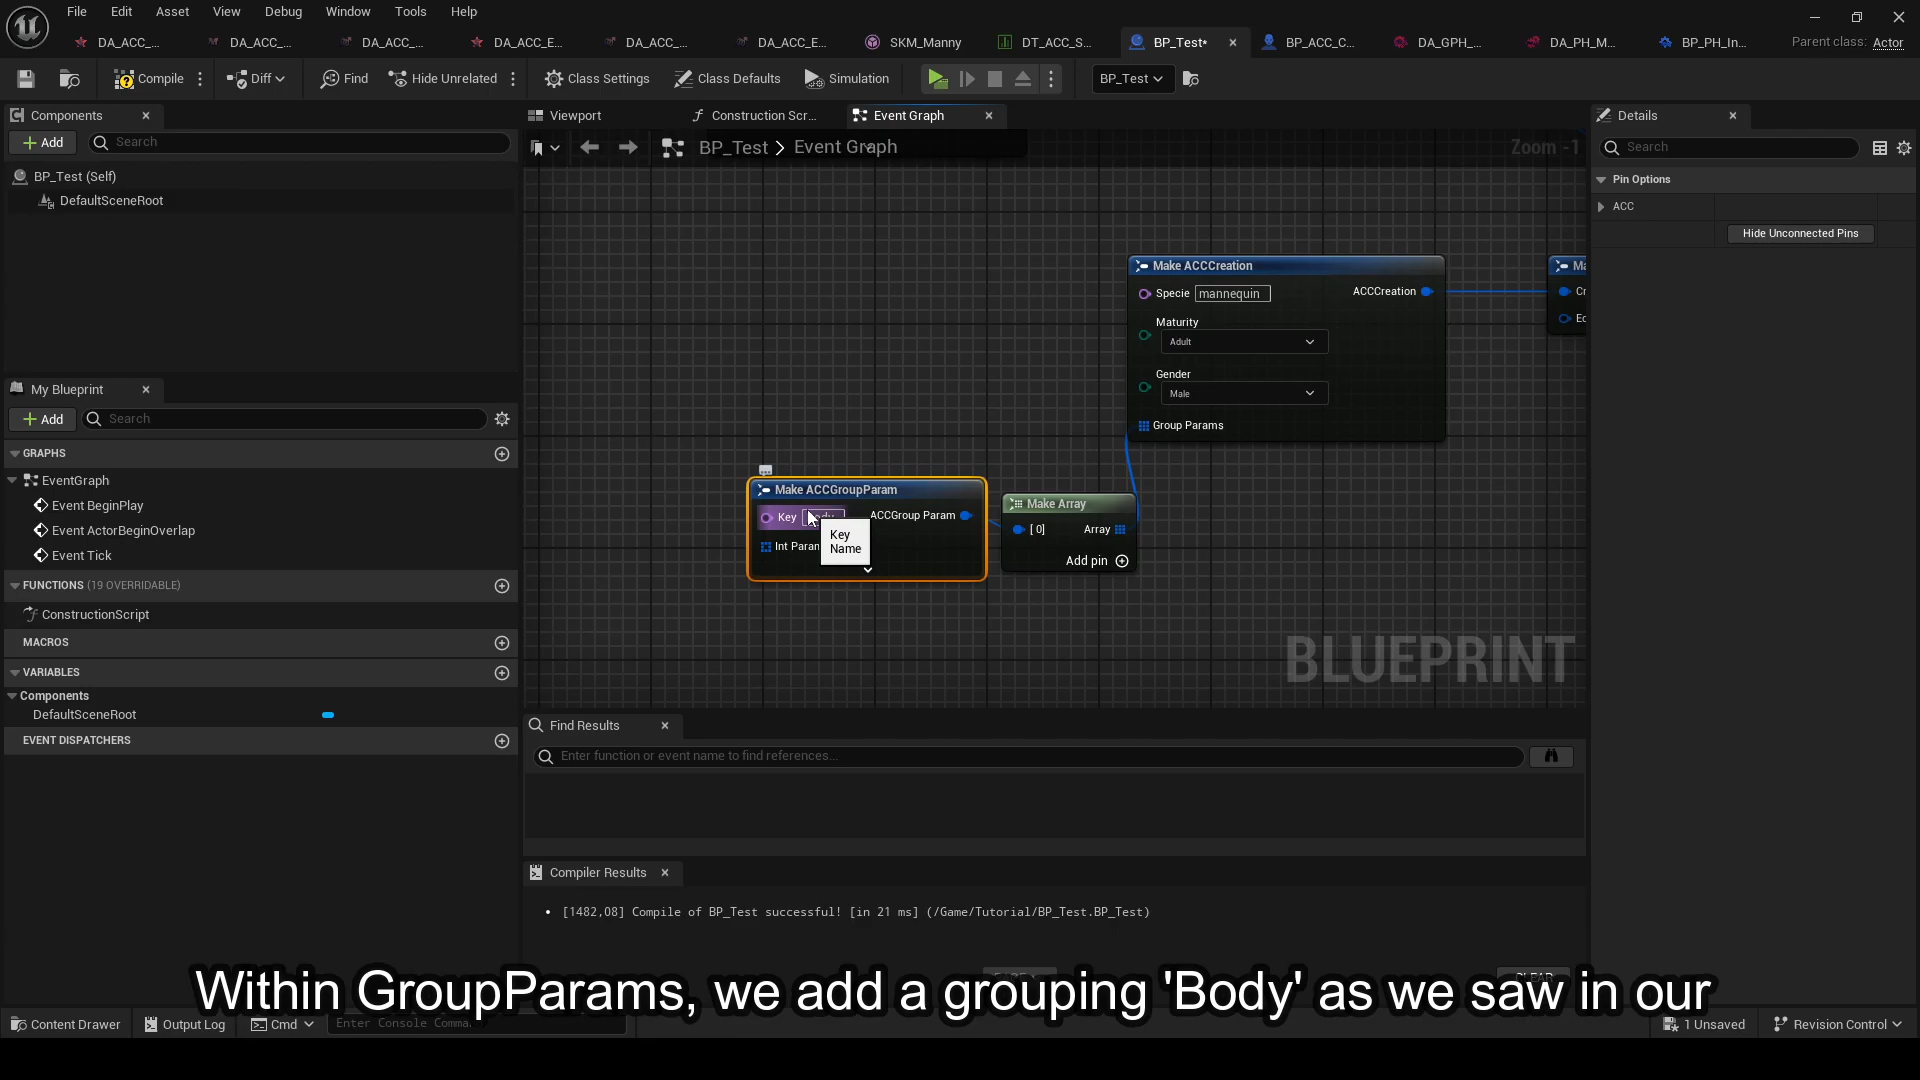 File Edit Asset View Debug Window Tools Help
DA_ACC_... DA_ACC_... DA_ACC_... DA_ACC_E... DA_ACC_... DA_ACC_E... SKM_Manny DT_ACC_S... BP_Test* BP_ACC_C... DA_GPH_... DA_PH_M... BP_PH_In... Parent class: Actor
Compile Diff Find Hide Unrelated Class Settings Class Defaults Simulation BP_Test
Components
Add Search
BP_Test (Self)
DefaultSceneRoot
My Blueprint
Add Search
GRAPHS
EventGraph
Event BeginPlay
Event ActorBeginOverlap
Event Tick
FUNCTIONS (19 OVERRIDABLE)
ConstructionScript
MACROS
VARIABLES
Components
DefaultSceneRoot
EVENT DISPATCHERS
Viewport Construction Scr... Event Graph
BP_Test > Event Graph Zoom -1
Make ACCCreation
Specie mannequin ACCCreation
Maturity
Adult
Gender
Male
Group Params
Make ACCGroupParam
Key ACCGroup Param
Int Param
Key
Name
Make Array
[0] Array
Add pin
BLUEPRINT
Find Results
Enter function or event name to find references...
Compiler Results
[1482,08] Compile of BP_Test successful! [in 21 ms] (/Game/Tutorial/BP_Test.BP_Test)
CLEAR
Details
Search
Pin Options
ACC
Hide Unconnected Pins
Within GroupParams, we add a grouping 'Body' as we saw in our
Content Drawer Output Log Cmd Enter Console Comma 1 Unsaved Revision Control